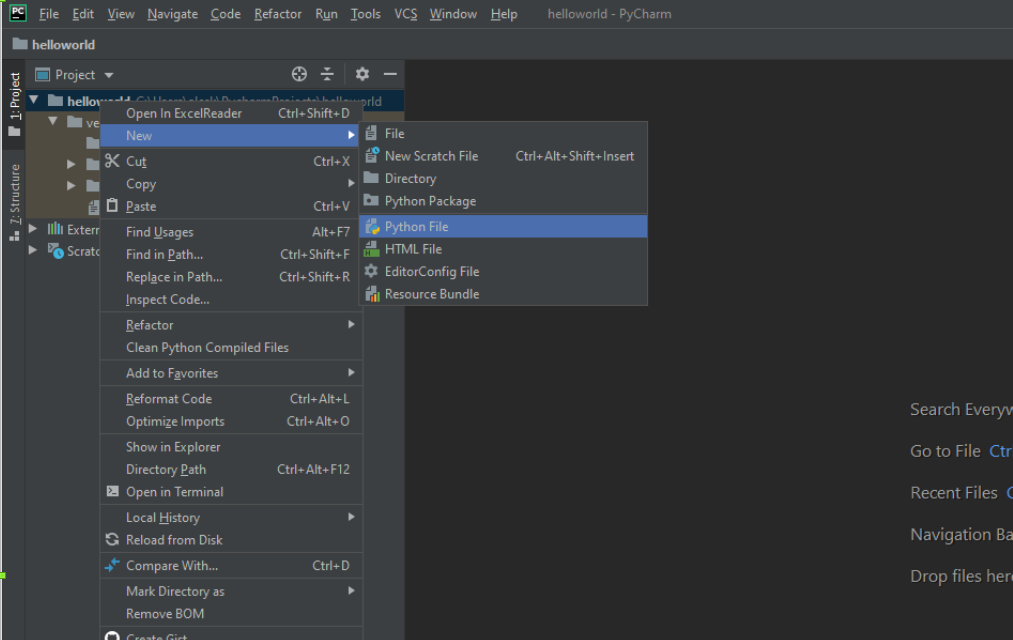 PC File Edit View Navigate Code Refactor Run Tools VCS Window Help helloworld - PyCharm
helloworld
1: Project
Z: Structure
Project
helloworld
ve
Extern
Scratc
Open In ExcelReader Ctrl+Shift+D
New
Cut Ctrl+X
Copy
Paste Ctrl+V
Find Usages Alt+F7
Find in Path... Ctrl+Shift+F
Replace in Path... Ctrl+Shift+R
Inspect Code...
Refactor
Clean Python Compiled Files
Add to Favorites
Reformat Code Ctrl+Alt+L
Optimize Imports Ctrl+Alt+O
Show in Explorer
Directory Path Ctrl+Alt+F12
Open in Terminal
Local History
Reload from Disk
Compare With... Ctrl+D
Mark Directory as
Remove BOM
Create Gist
File
New Scratch File Ctrl+Alt+Shift+Insert
Directory
Python Package
Python File
HTML File
EditorConfig File
Resource Bundle
Search Everyw
Go to File Ctr
Recent Files C
Navigation Ba
Drop files here